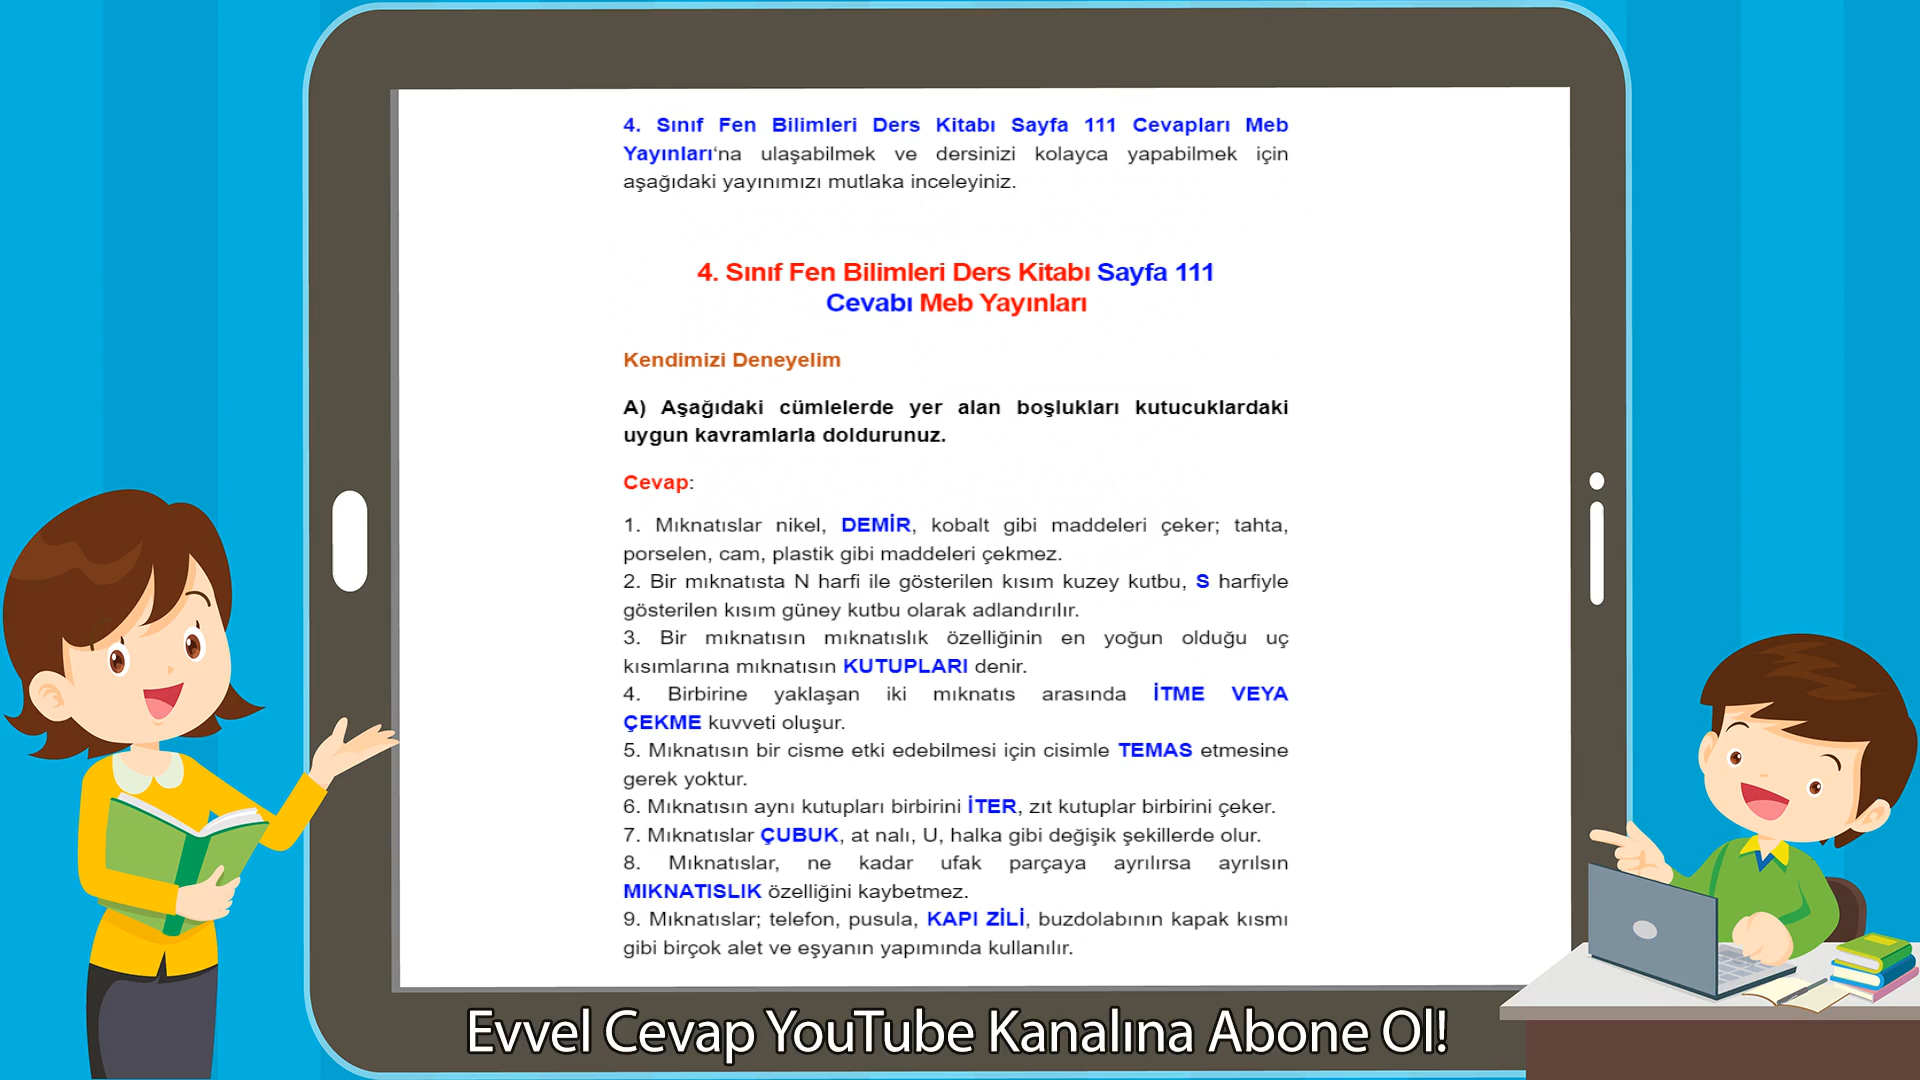 4. Sınıf Fen Bilimleri Ders Kitabı Sayfa 111 Cevapları Meb
Yayınları‘na ulaşabilmek ve dersinizi kolayca yapabilmek için
aşağıdaki yayınımızı mutlaka inceleyiniz.
4. Sınıf Fen Bilimleri Ders Kitabı Sayfa 111
Cevabı Meb Yayınları
Kendimizi Deneyelim
A) Aşağıdaki cümlelerde yer alan boşlukları kutucuklardaki
uygun kavramlarla doldurunuz.
Cevap:
1. Mıknatıslar nikel, DEMİR, kobalt gibi maddeleri çeker; tahta,
porselen, cam, plastik gibi maddeleri çekmez.
2. Bir mıknatısta N harfi ile gösterilen kısım kuzey kutbu, S harfiyle
gösterilen kısım güney kutbu olarak adlandırılır.
3. Bir mıknatısın mıknatıslık özelliğinin en yoğun olduğu uç
kısımlarına mıknatısın KUTUPLARI denir.
4. Birbirine yaklaşan iki mıknatıs arasında İTME VEYA
ÇEKME kuvveti oluşur.
5. Mıknatısın bir cisme etki edebilmesi için cisimle TEMAS etmesine
gerek yoktur.
6. Mıknatısın aynı kutupları birbirini İTER, zıt kutuplar birbirini çeker.
7. Mıknatıslar ÇUBUK, at nalı, U, halka gibi değişik şekillerde olur.
8. Mıknatıslar, ne kadar ufak parçaya ayrılırsa ayrılsın
MIKNATISLIK özelliğini kaybetmez.
9. Mıknatıslar; telefon, pusula, KAPI ZİLİ, buzdolabının kapak kısmı
gibi birçok alet ve eşyanın yapımında kullanılır.
Evvel Cevap YouTube Kanalına Abone Ol!